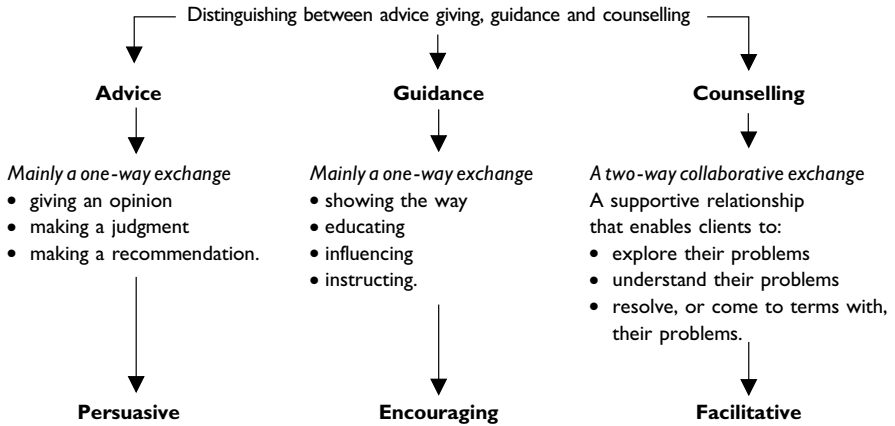 Distinguishing between advice giving, guidance and counselling
Advice
Mainly a one-way exchange
• giving an opinion
• making a judgment
• making a recommendation.
Persuasive
Guidance
Mainly a one-way exchange
• showing the way
• educating
• influencing
• instructing.
Encouraging
Counselling
A two-way collaborative exchange
A supportive relationship
that enables clients to:
• explore their problems
• understand their problems
• resolve, or come to terms with,
their problems.
Facilitative